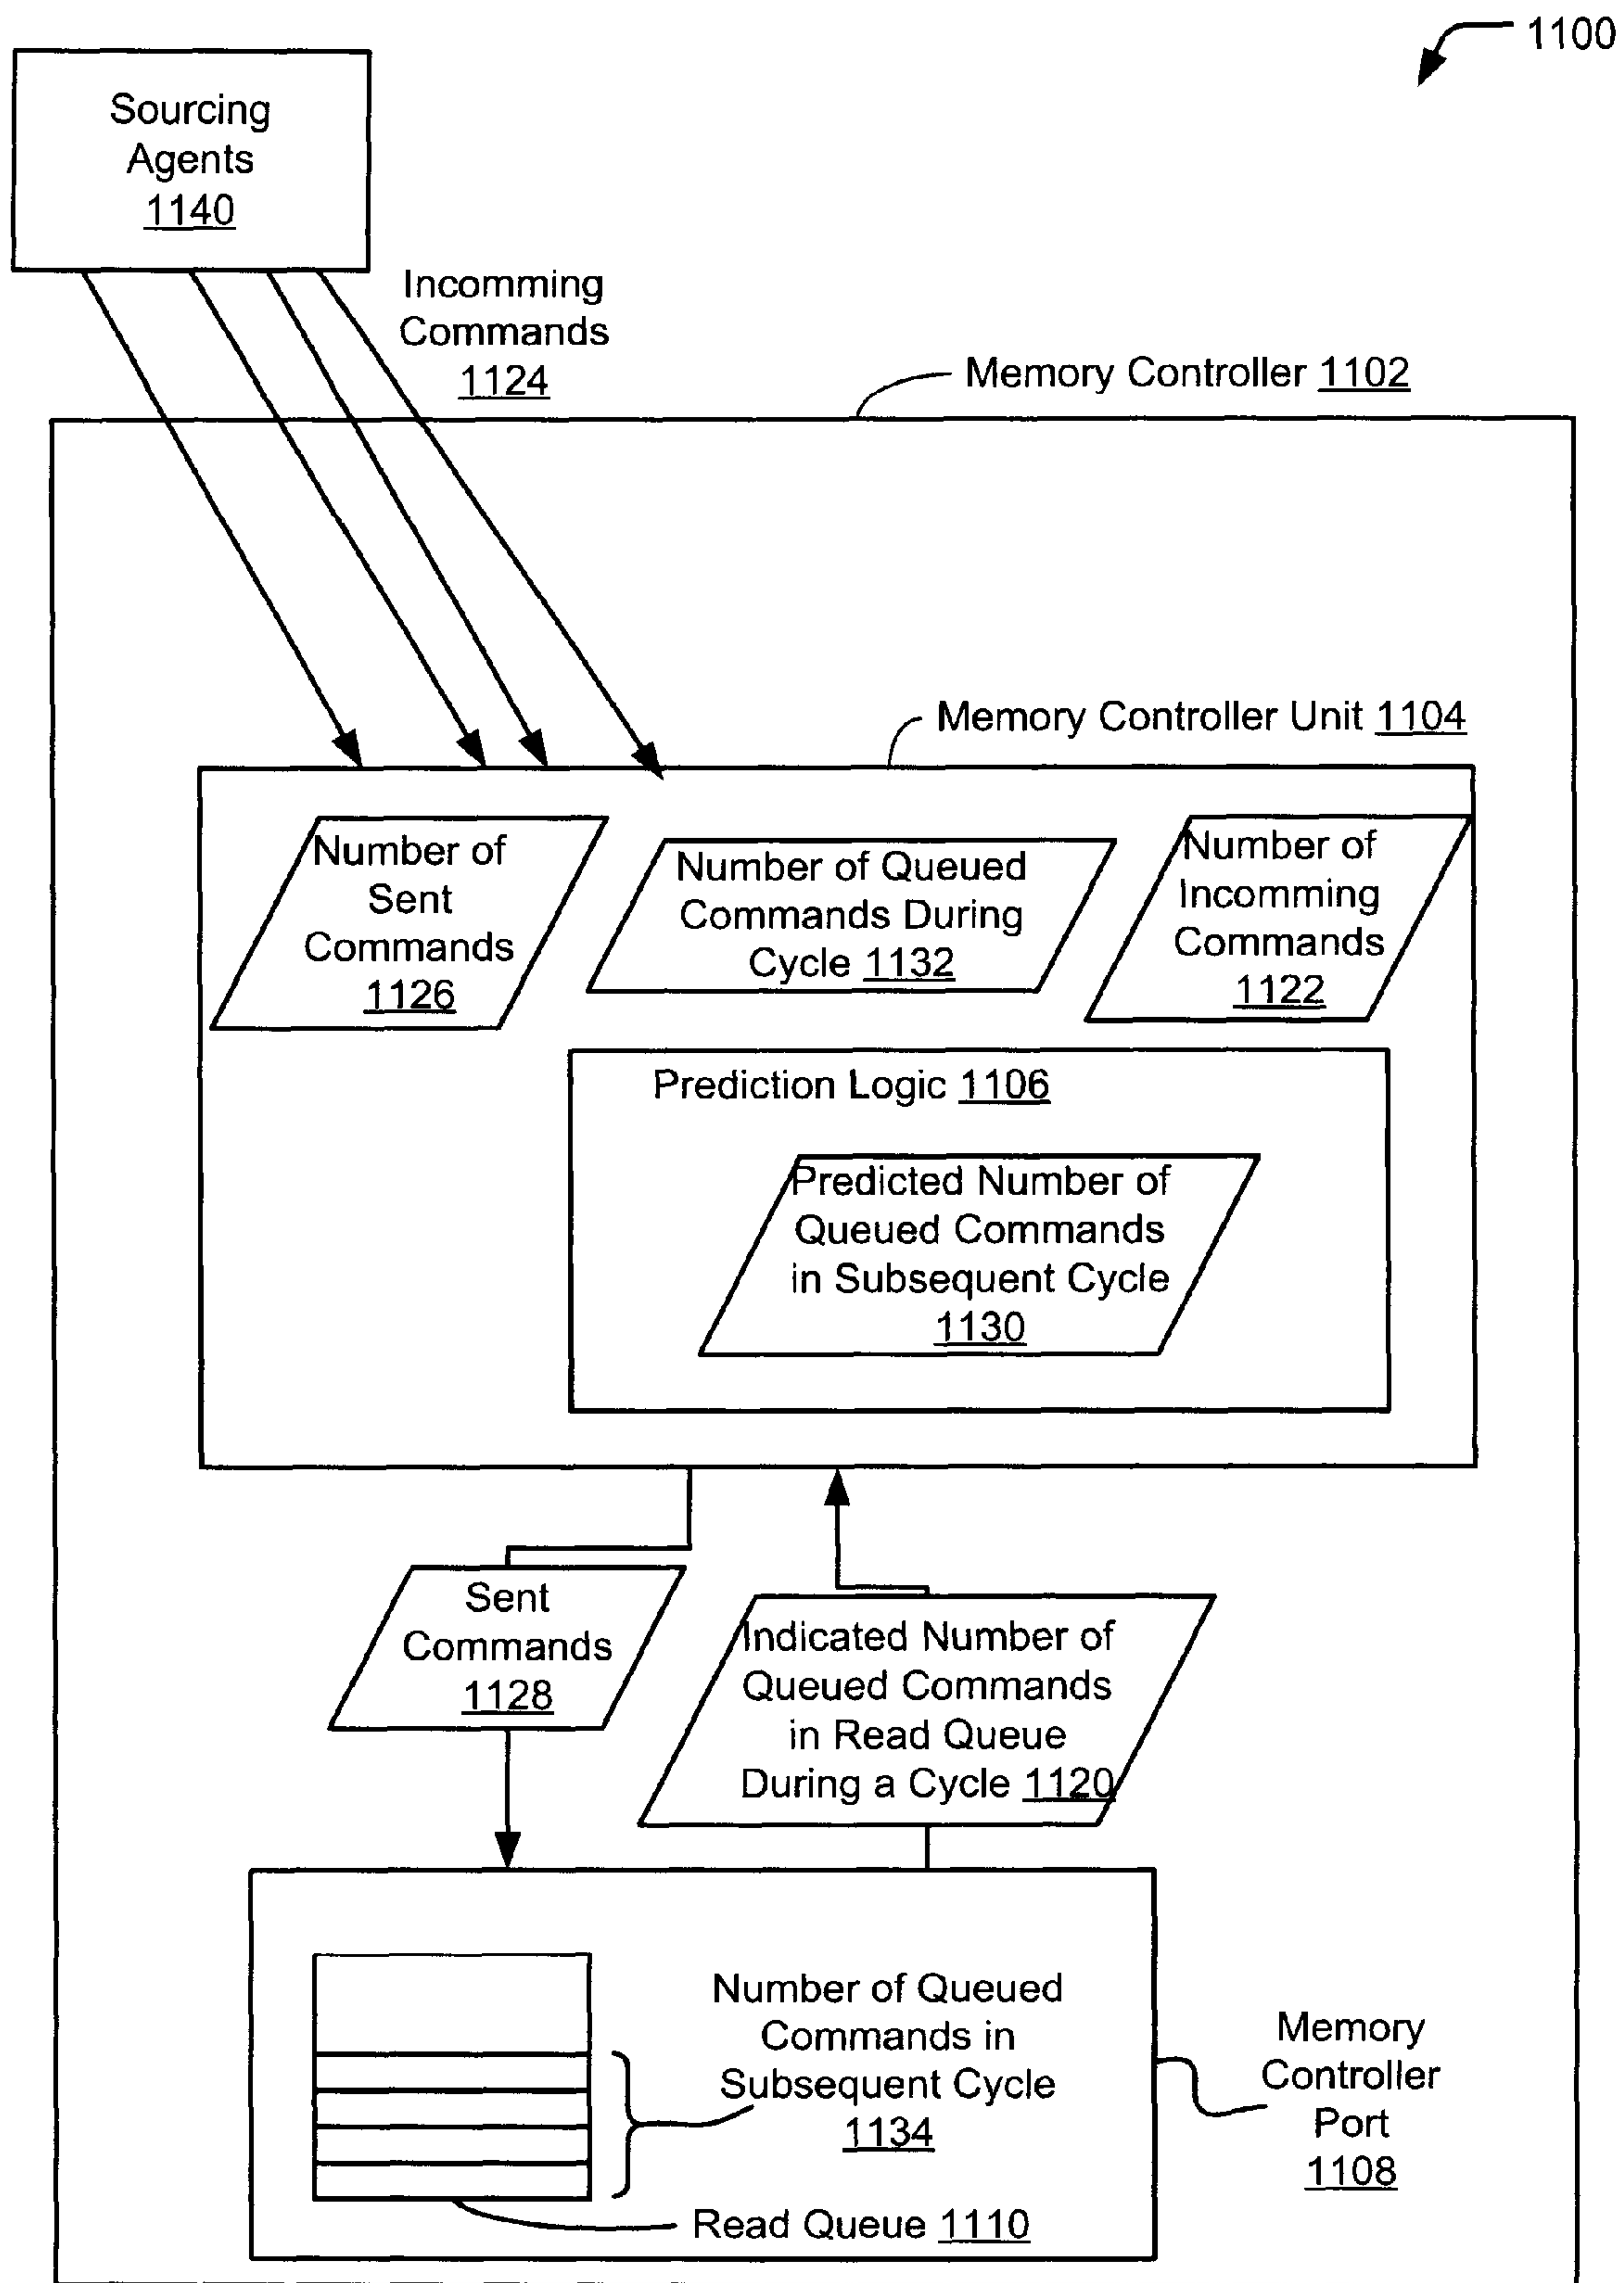 1100
Sourcing
Agents
1140
Incomming
Commands
1124
Memory Controller 1102
Memory Controller Unit 1104
Number of
Sent
Commands
1126
Number of Queued
Commands During
Cycle 1132
Number of
Incomming
Commands
1122
Prediction Logic 1106
Predicted Number of
Queued Commands
in Subsequent Cycle
1130
Sent
Commands
1128
Indicated Number of
Queued Commands
in Read Queue
During a Cycle 1120
Number of Queued
Commands in
Subsequent Cycle
1134
Read Queue 1110
Memory
Controller
Port
1108